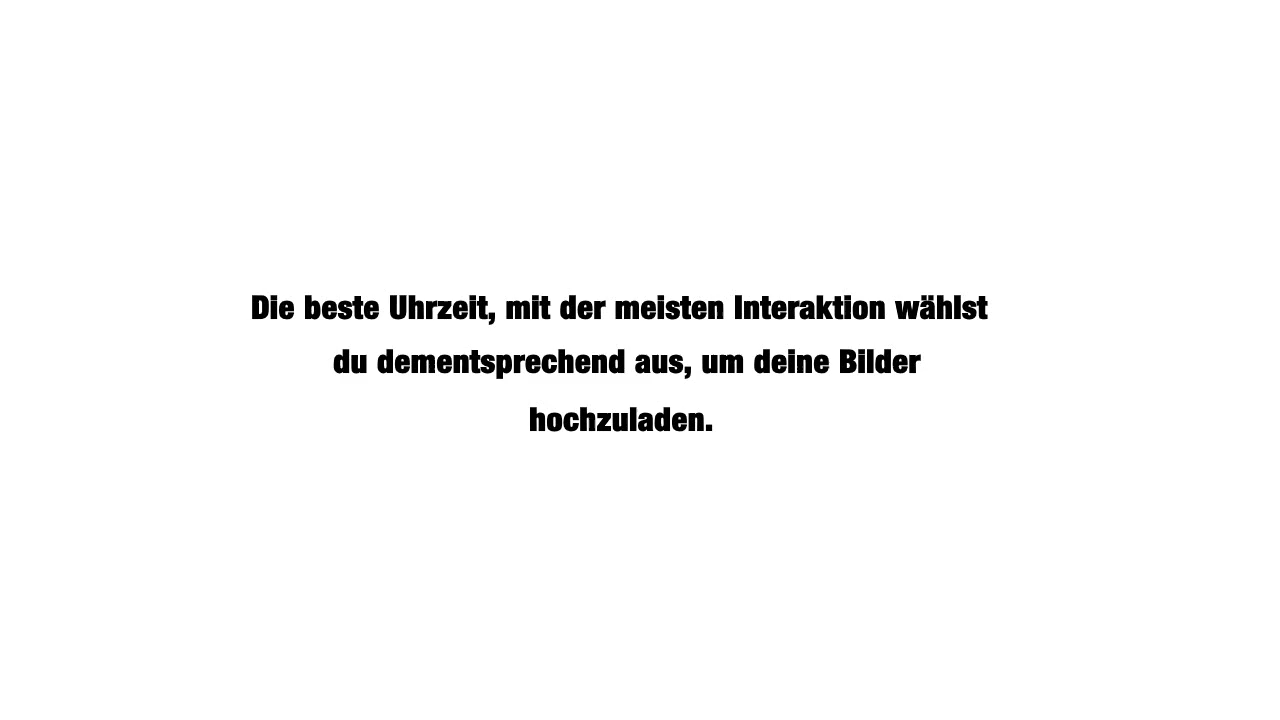 Die beste Uhrzeit, mit der meisten Interaktion wählst
du dementsprechend aus, um deine Bilder
hochzuladen.